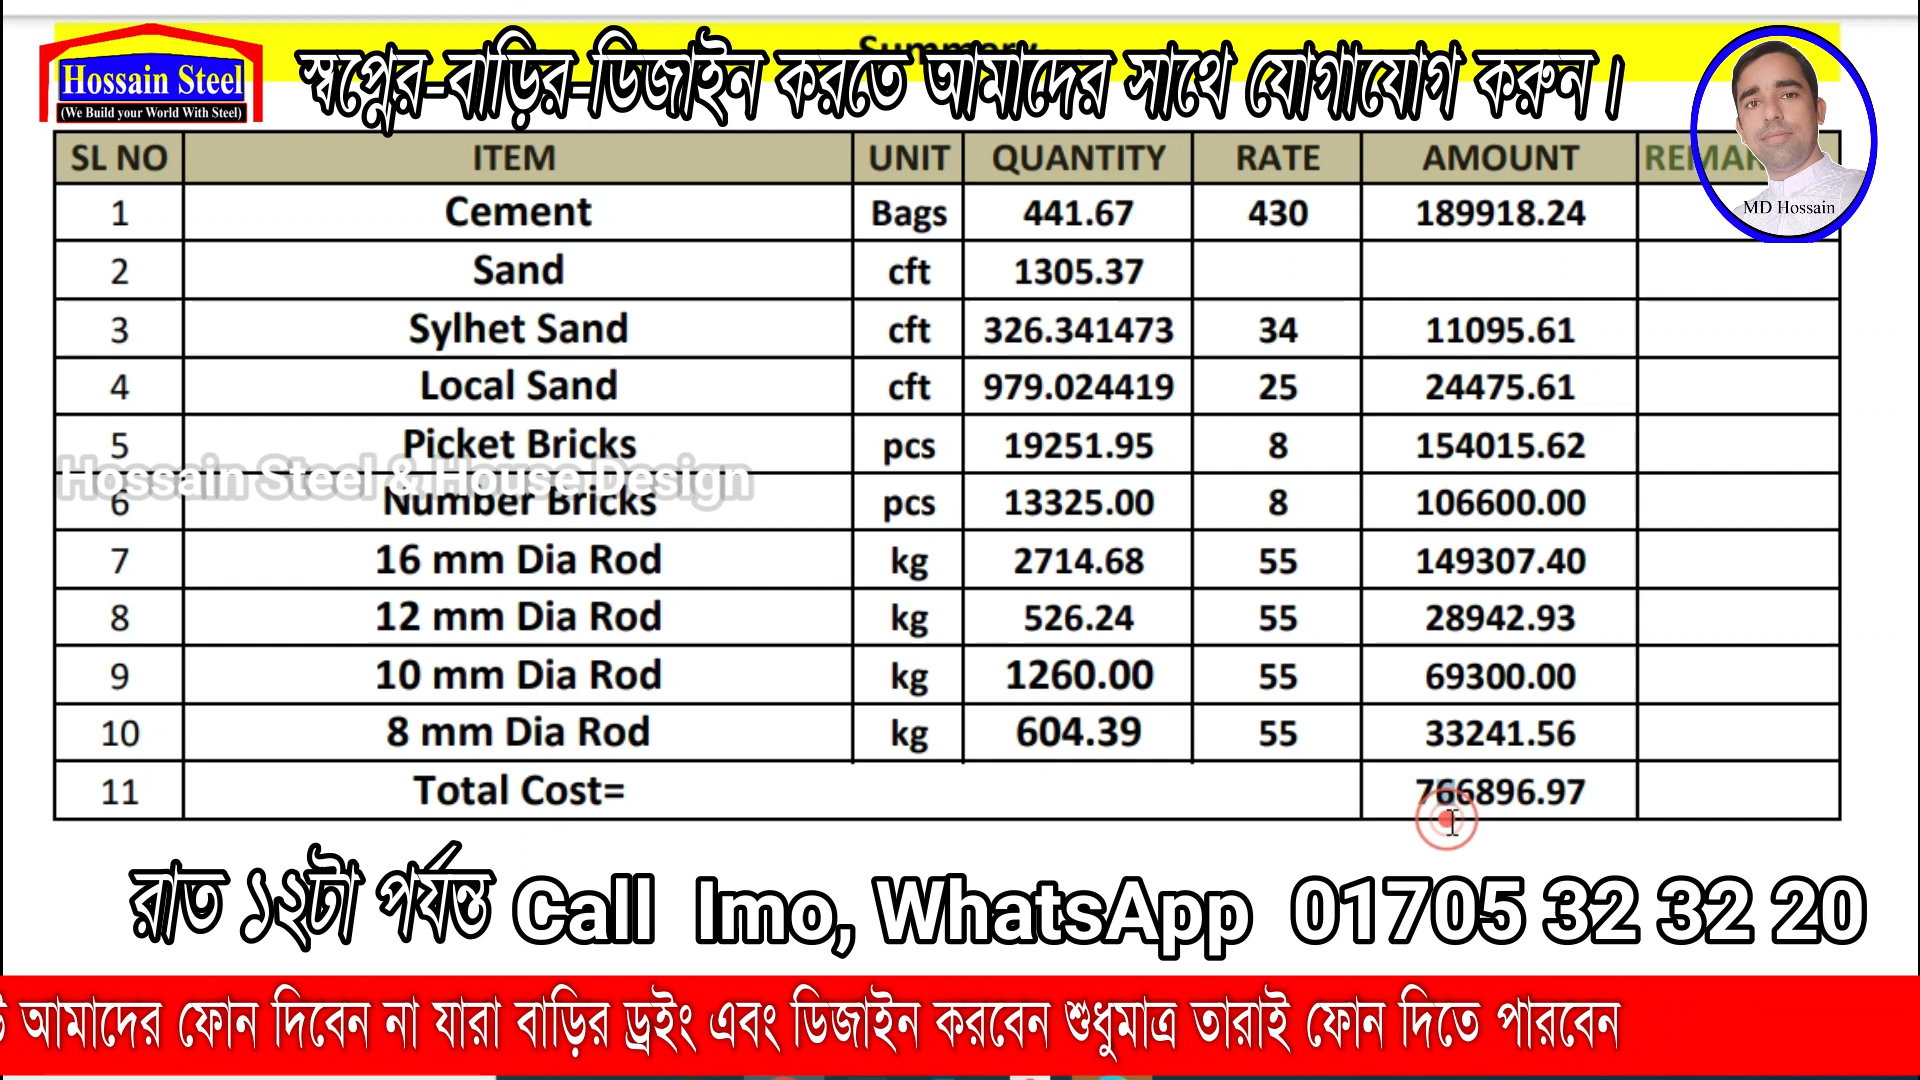 Summary
Hossain Steel
(We Build your World With Steel)
স্বপ্নের-বাড়ির-ডিজাইন করতে আমাদের সাথে যোগাযোগ করুন।
MD Hossain
SL NO ITEM UNIT QUANTITY RATE AMOUNT
1 Cement Bags 441.67 430 189918.24
2 Sand cft 1305.37
3 Sylhet Sand cft 326.341473 34 11095.61
4 Local Sand cft 979.024419 25 24475.61
5 Picket Bricks pcs 19251.95 8 154015.62
Hossain Steel & House Design
6 Number Bricks pcs 13325.00 8 106600.00
7 16 mm Dia Rod kg 2714.68 55 149307.40
8 12 mm Dia Rod kg 526.24 55 28942.93
9 10 mm Dia Rod kg 1260.00 55 69300.00
10 8 mm Dia Rod kg 604.39 55 33241.56
11 Total Cost= 766896.97
রাত ১২টা পর্যন্ত Call Imo, WhatsApp 01705 32 32 20
আমাদের ফোন দিবেন না যারা বাড়ির ড্রইং এবং ডিজাইন করবেন শুধুমাত্র তারাই ফোন দিতে পারবেন